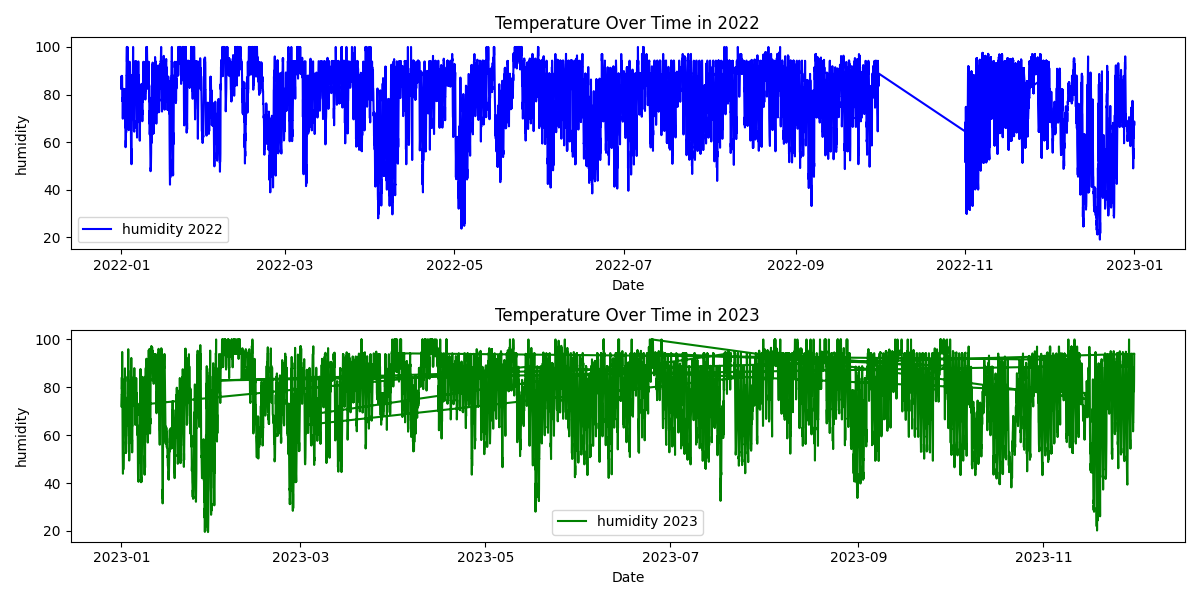 Temperature Over Time in 2022
100
80
60
40
20
humidity
humidity 2022
2022-01 2022-03 2022-05 2022-07 2022-09 2022-11 2023-01
Date
Temperature Over Time in 2023
100
80
60
40
20
humidity
humidity 2023
2023-01 2023-03 2023-05 2023-07 2023-09 2023-11
Date